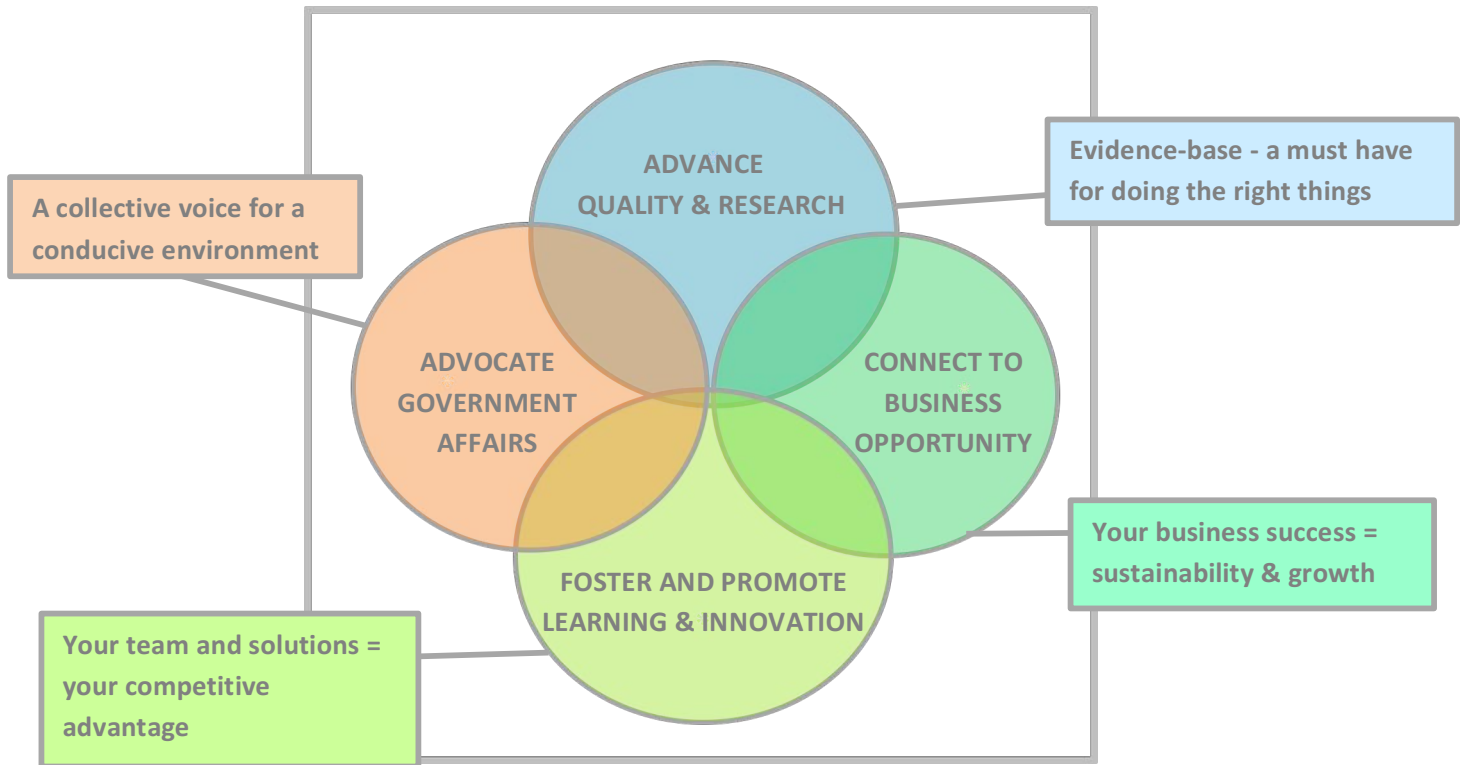 ADVANCE
QUALITY & RESEARCH
Evidence-base - a must have
for doing the right things
A collective voice for a
conducive environment
ADVOCATE
GOVERNMENT
AFFAIRS
CONNECT TO
BUSINESS
OPPORTUNITY
Your business success =
sustainability & growth
FOSTER AND PROMOTE
LEARNING & INNOVATION
Your team and solutions =
your competitive
advantage